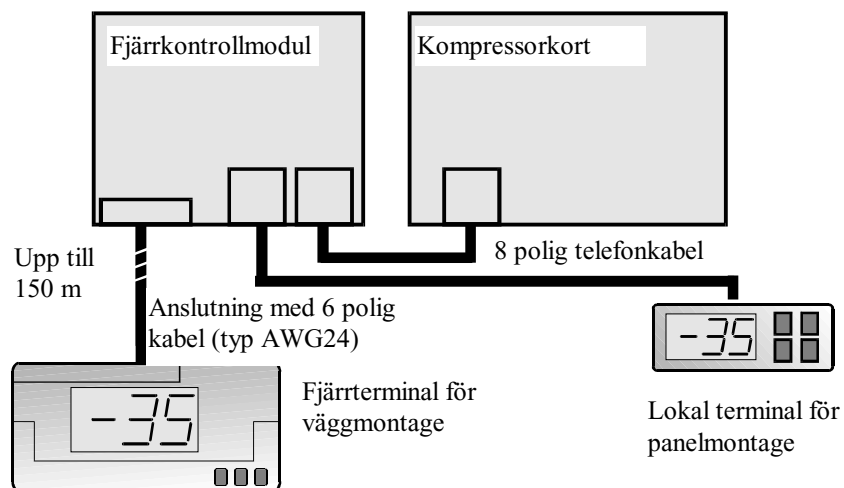 Fjärrkontrollmodul
Kompressorkort
8 polig telefonkabel
Upp till
150 m
Anslutning med 6 polig
kabel (typ AWG24)
-35
Fjärrterminal för
väggmontage
-35
Lokal terminal för
panelmontage